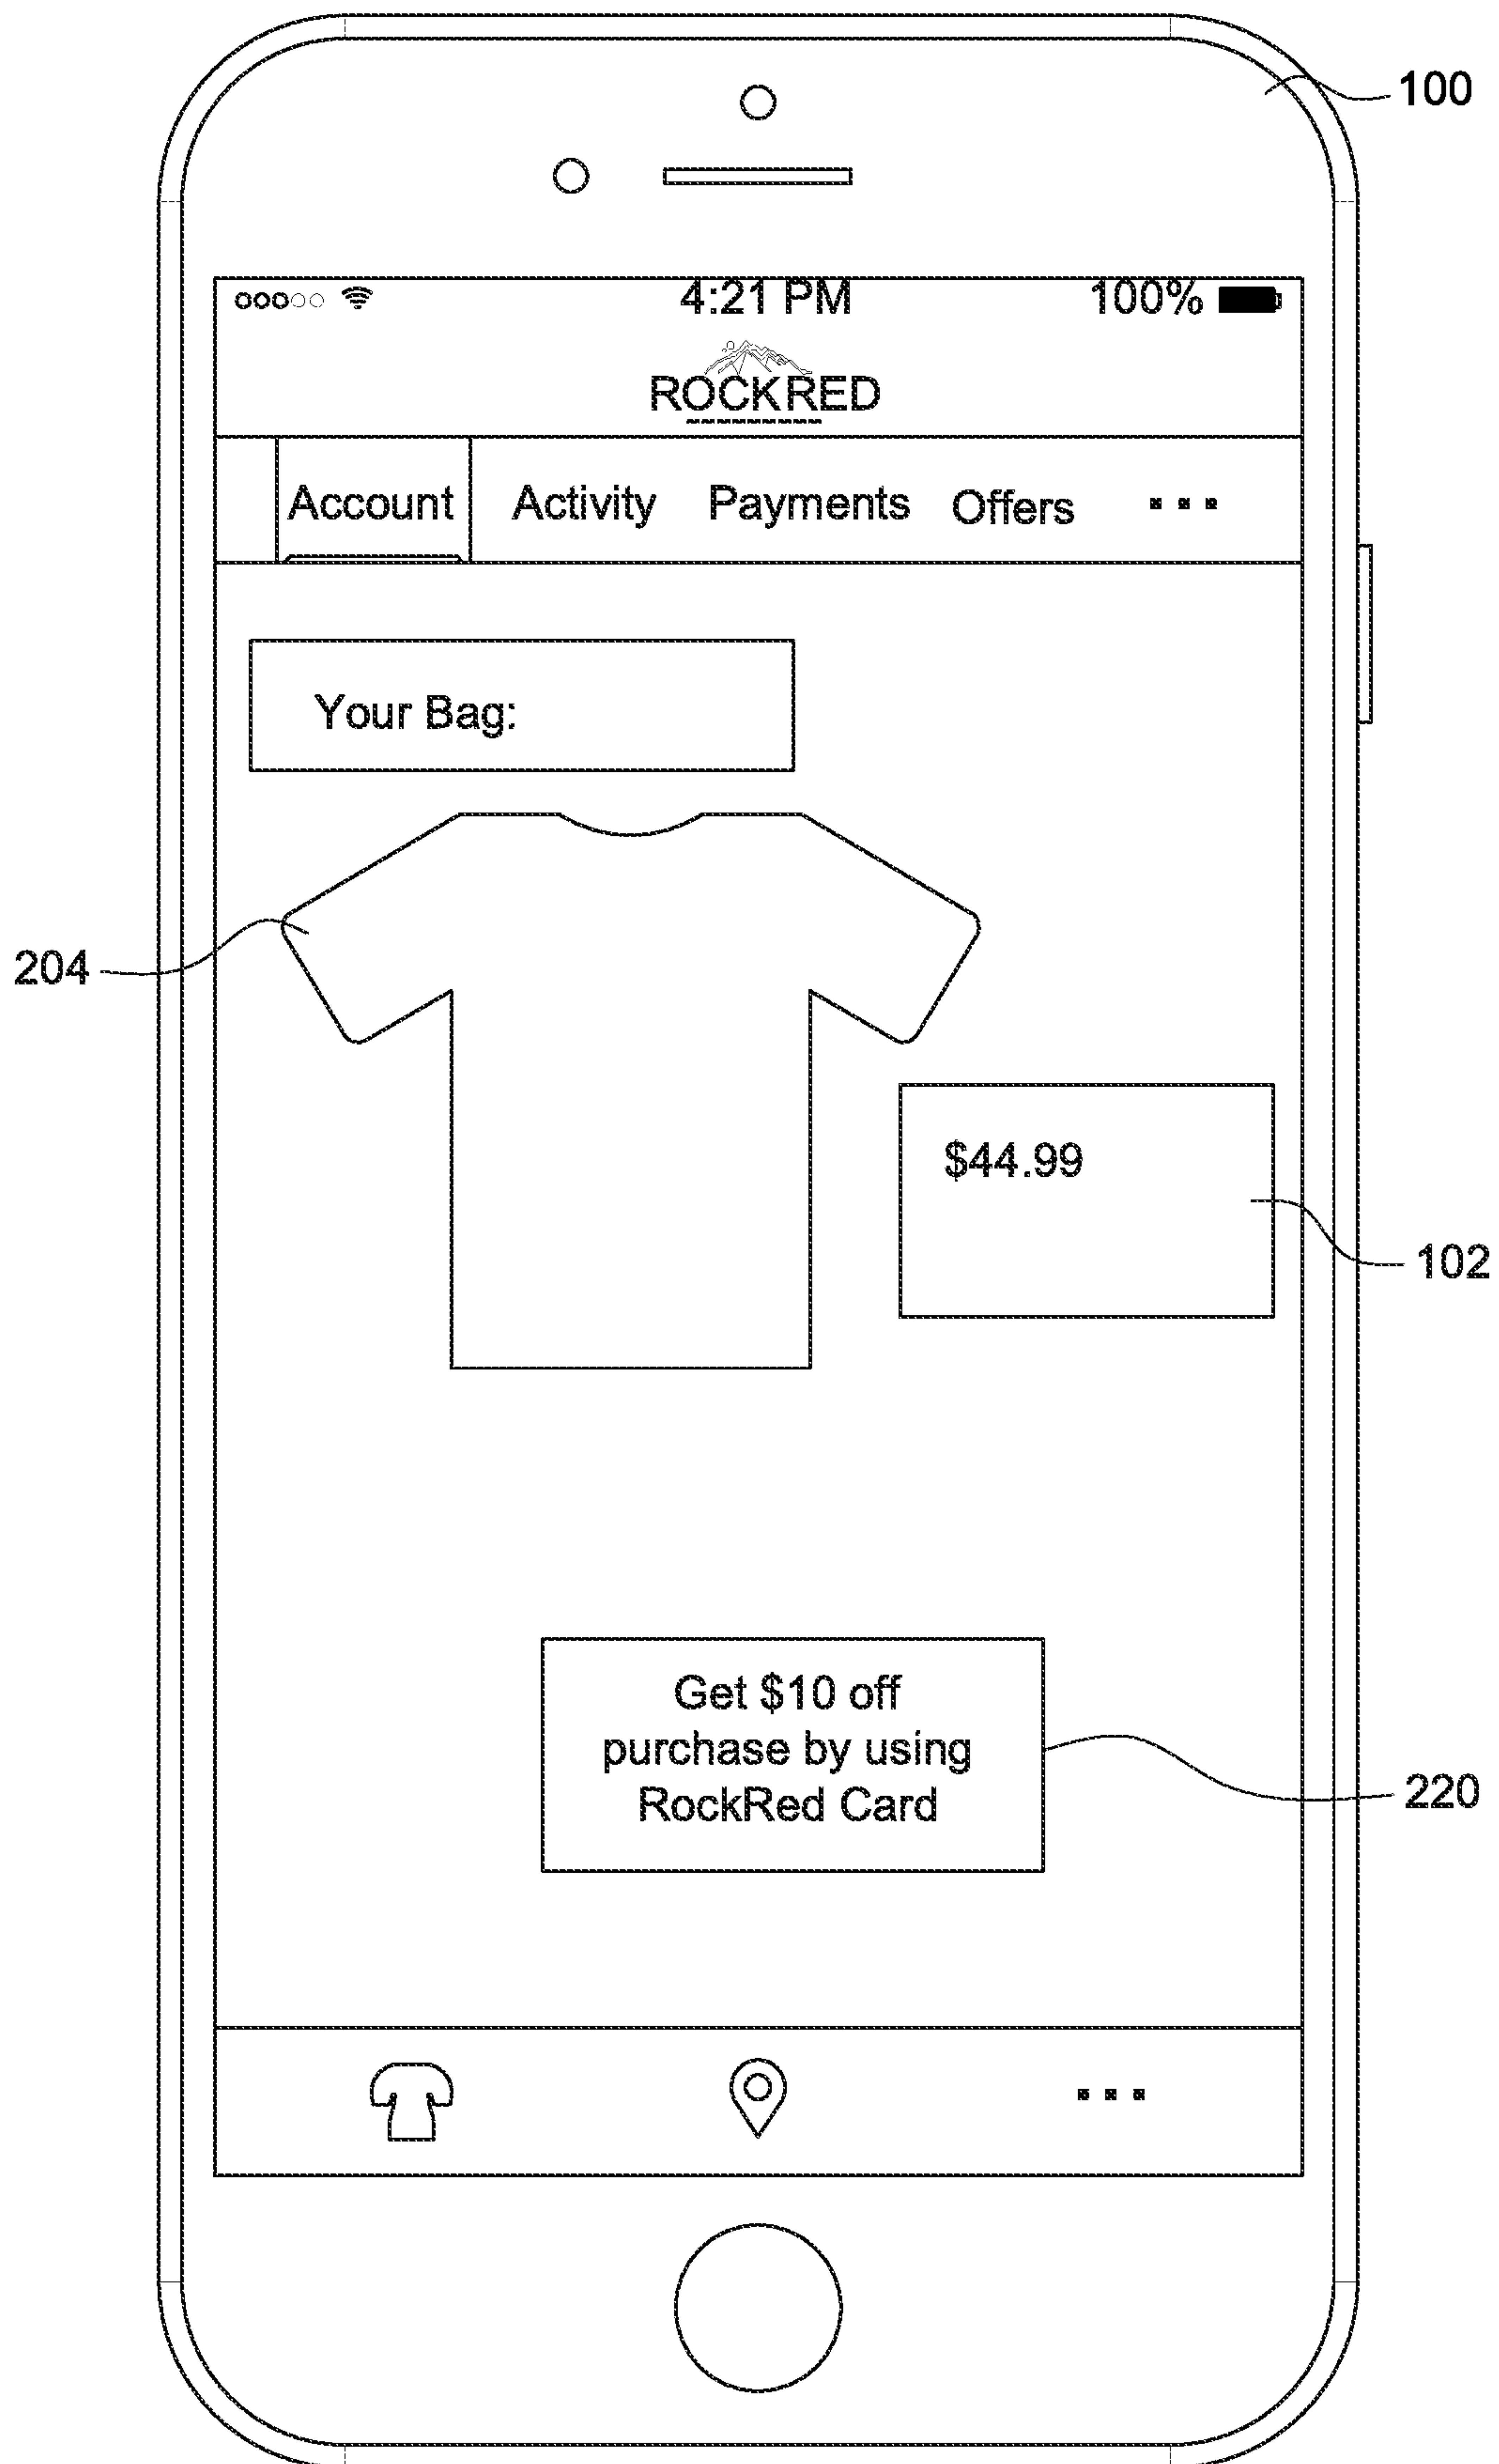 100
4:21 PM 100%
ROCKRED
Account Activity Payments Offers ...
Your Bag:
204
$44.99
102
Get $10 off
purchase by using
RockRed Card
220
...